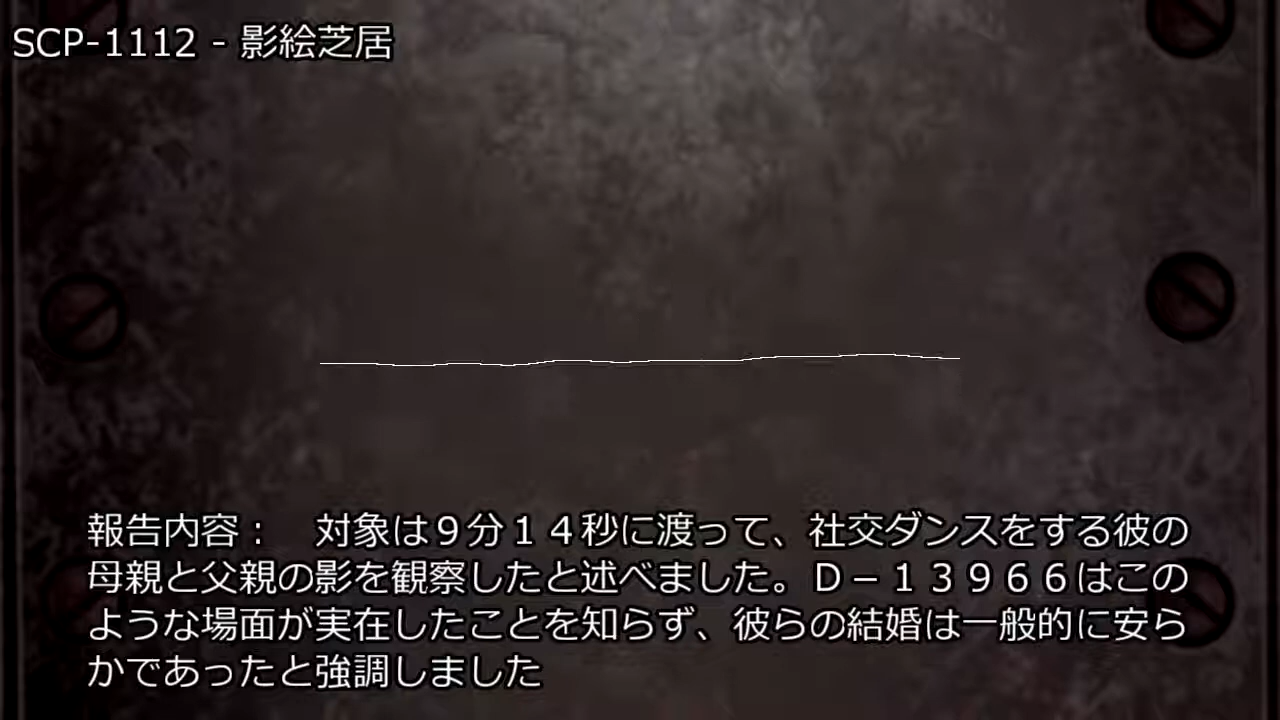 SCP-1112 - 影絵芝居
報告内容：　対象は９分１４秒に渡って、社交ダンスをする彼の
母親と父親の影を観察したと述べました。Ｄ－１３９６６はこの
ような場面が実在したことを知らず、彼らの結婚は一般的に安ら
かであったと強調しました